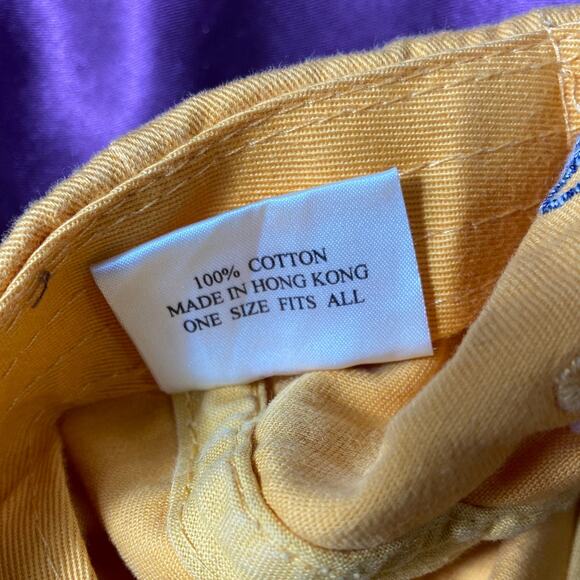 100% COTTON
MADE IN HONG KONG
ONE SIZE FITS ALL